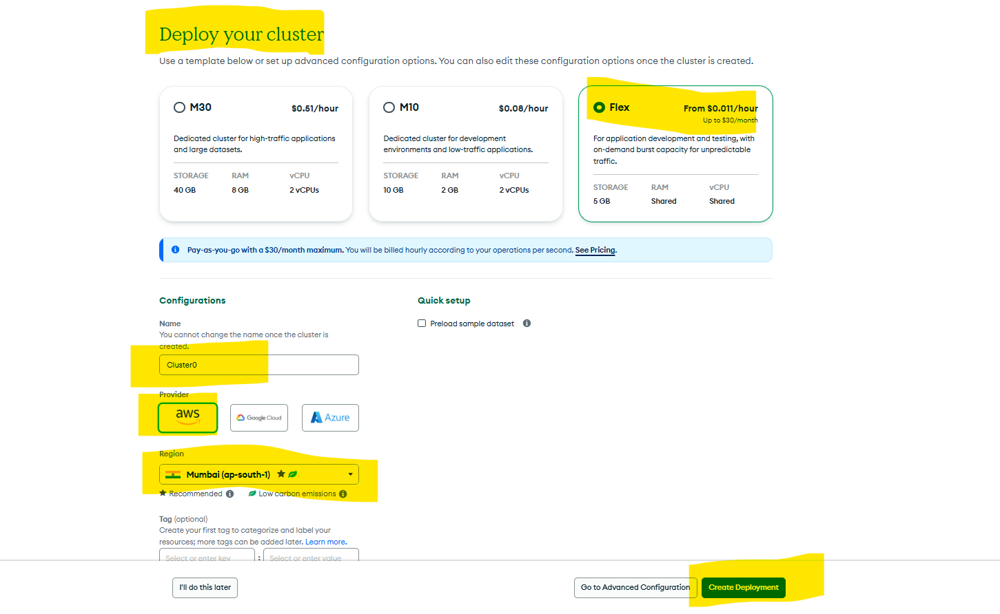 Deploy your cluster
Use a template below or set up advanced configuration options. You can also edit these configuration options once the cluster is created.
M30 $0.51/hour
Dedicated cluster for high-traffic applications
and large datasets.
STORAGE RAM vCPU
40 GB 8 GB 2 vCPUs
M10 $0.08/hour
Dedicated cluster for development
environments and low-traffic applications.
STORAGE RAM vCPU
10 GB 2 GB 2 vCPUs
Flex From $0.011/hour
Up to $30/month
For application development and testing, with
on-demand burst capacity for unpredictable
traffic.
STORAGE RAM vCPU
5 GB Shared Shared
Pay-as-you-go with a $30/month maximum. You will be billed hourly according to your operations per second. See Pricing.
Configurations
Name
You cannot change the name once the cluster is
created.
Cluster0
Provider
aws Google Cloud Azure
Region
Mumbai (ap-south-1)
Recommended Low carbon emissions
Tag (optional)
Create your first tag to categorize and label your
resources; more tags can be added later. Learn more.
Select or enter key : Select or enter value
Quick setup
Preload sample dataset
I'll do this later Go to Advanced Configuration Create Deployment